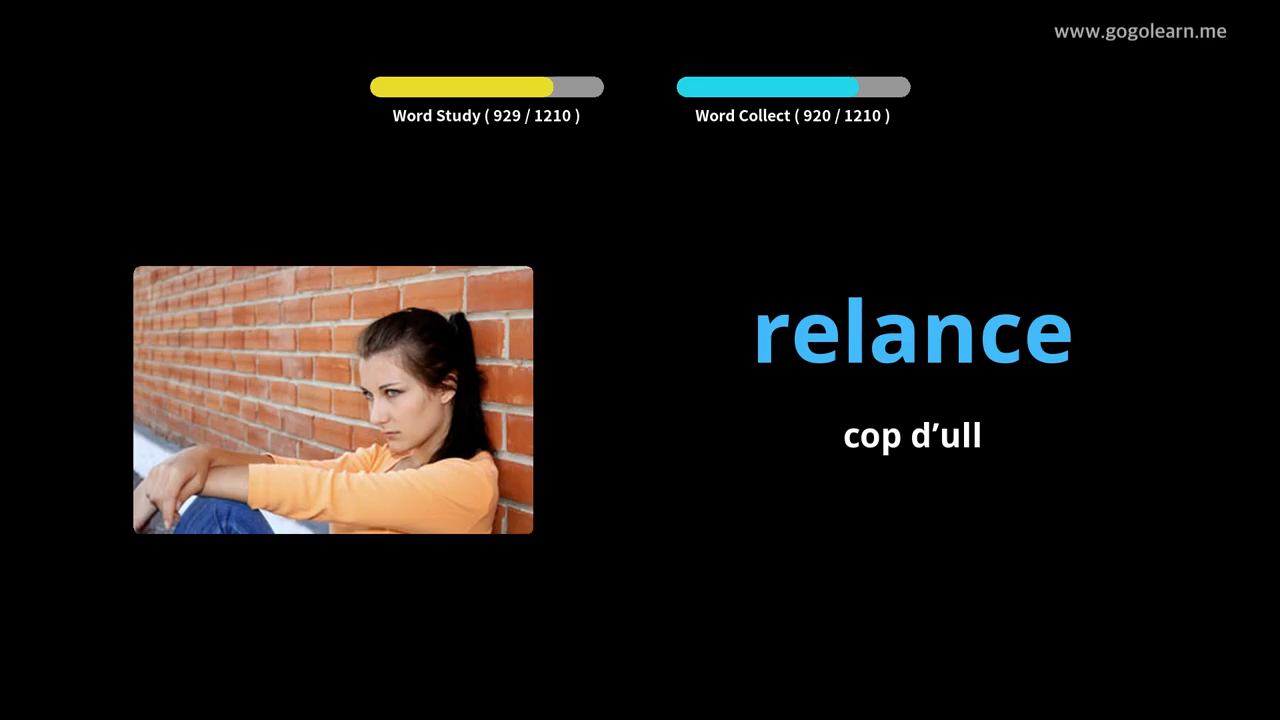 www.gogolearn.me
Word Study ( 929 / 1210 )
Word Collect ( 920 / 1210 )
relance
cop d’ull